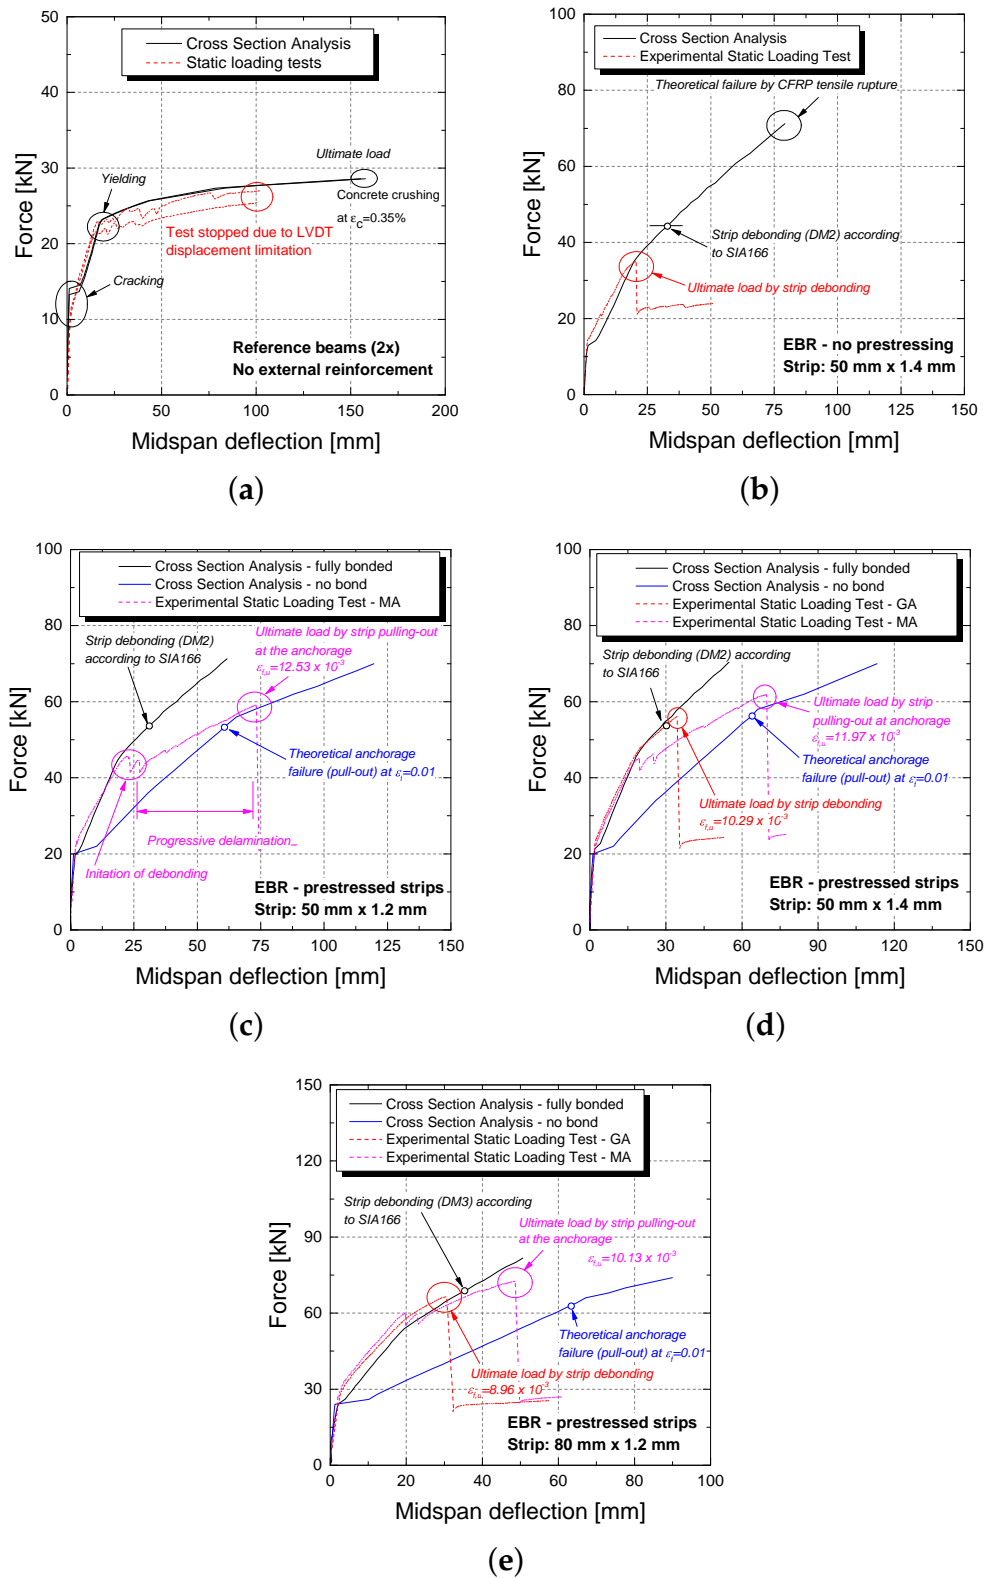 50
Cross Section Analysis
Static loading tests
40
30
20
10
0
Force [kN]
Ultimate load
Yielding
Concrete crushing
at εc=0.35%
Test stopped due to LVDT
displacement limitation
Cracking
Reference beams (2x)
No external reinforcement
0 50 100 150 200
Midspan deflection [mm]
(a)
100
Cross Section Analysis
Experimental Static Loading Test
80
60
40
20
0
Force [kN]
Theoretical failure by CFRP tensile rupture
Strip debonding (DM2) according
to SIA166
Ultimate load by strip debonding
EBR - no prestressing
Strip: 50 mm x 1.4 mm
0 25 50 75 100 125 150
Midspan deflection [mm]
(b)
100
Cross Section Analysis - fully bonded
Cross Section Analysis - no bond
Experimental Static Loading Test - MA
80
60
40
20
0
Force [kN]
Strip debonding (DM2)
according to SIA166
Ultimate load by strip pulling-out
at the anchorage
εf,u=12.53 x 10-3
Theoretical anchorage
failure (pull-out) at εf=0.01
Progressive delamination_
Initation of debonding
EBR - prestressed strips
Strip: 50 mm x 1.2 mm
0 25 50 75 100 125 150
Midspan deflection [mm]
(c)
100
Cross Section Analysis - fully bonded
Cross Section Analysis - no bond
Experimental Static Loading Test - GA
Experimental Static Loading Test - MA
80
60
40
20
0
Force [kN]
Strip debonding (DM2) according
to SIA166
Ultimate load by strip
pulling-out at anchorage
εf,u=11.97 x 10-3
Theoretical anchorage
failure (pull-out) at εf=0.01
Ultimate load by strip debonding
εf,u=10.29 x 10-3
EBR - prestressed strips
Strip: 50 mm x 1.4 mm
0 30 60 90 120 150
Midspan deflection [mm]
(d)
150
Cross Section Analysis - fully bonded
Cross Section Analysis - no bond
Experimental Static Loading Test - GA
Experimental Static Loading Test - MA
120
90
60
30
0
Force [kN]
Strip debonding (DM3) according
to SIA166
Ultimate load by strip pulling-out
at the anchorage
εf,u=10.13 x 10-3
Theoretical anchorage
failure (pull-out) at εf=0.01
Ultimate load by strip debonding
εf,u=8.96 x 10-3
EBR - prestressed strips
Strip: 80 mm x 1.2 mm
0 20 40 60 80 100
Midspan deflection [mm]
(e)